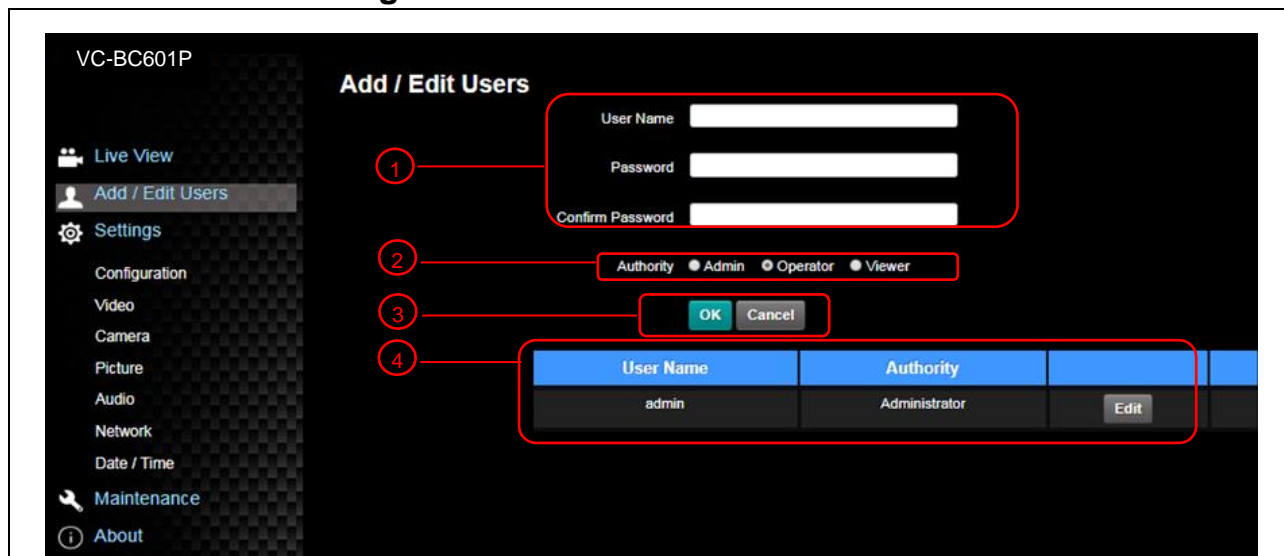 VC-BC601P
Live View
Add / Edit Users
Settings
Configuration
Video
Camera
Picture
Audio
Network
Date / Time
Maintenance
About
Add / Edit Users
1
User Name
Password
Confirm Password
2
Authority Admin Operator Viewer
3
OK Cancel
4
User Name Authority
admin Administrator Edit